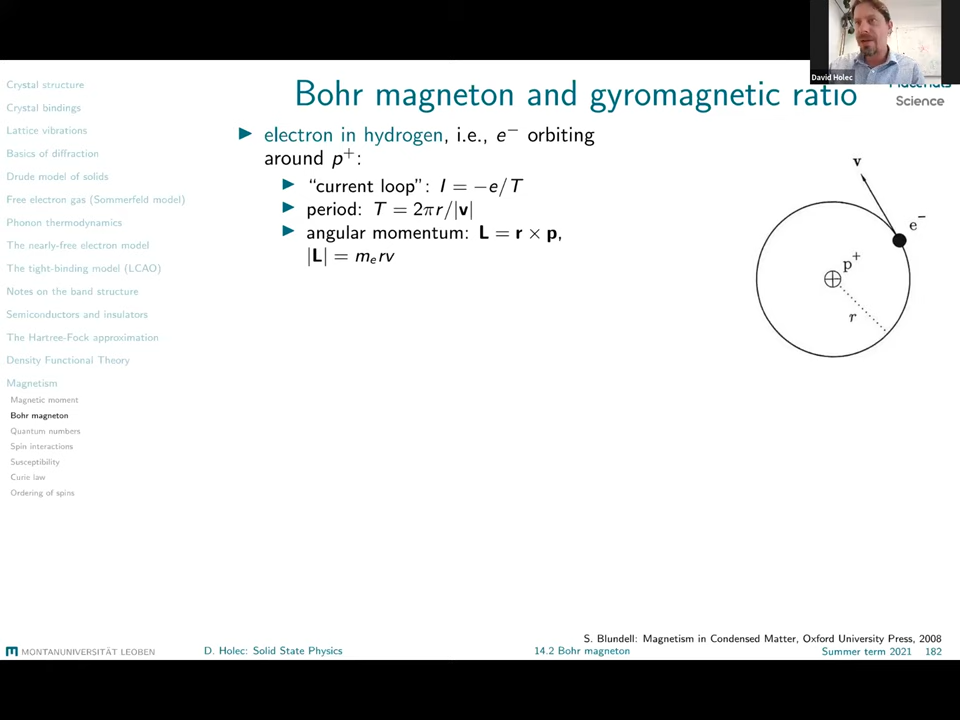 David Holec
Materials
Science
Bohr magneton and gyromagnetic ratio
Crystal structure
Crystal bindings
Lattice vibrations
Basics of diffraction
Drude model of solids
Free electron gas (Sommerfeld model)
Phonon thermodynamics
The nearly-free electron model
The tight-binding model (LCAO)
Notes on the band structure
Semiconductors and insulators
The Hartree-Fock approximation
Density Functional Theory
Magnetism
Magnetic moment
Bohr magneton
Quantum numbers
Spin interactions
Susceptibility
Curie law
Ordering of spins
▶ electron in hydrogen, i.e., e⁻ orbiting
around p⁺:
▶ “current loop”: I = −e/T
▶ period: T = 2πr/|v|
▶ angular momentum: L = r × p,
|L| = mₑrv
v
e⁻
p⁺
r
S. Blundell: Magnetism in Condensed Matter, Oxford University Press, 2008
MONTANUNIVERSITÄT LEOBEN
D. Holec: Solid State Physics
14.2 Bohr magneton
Summer term 2021 182